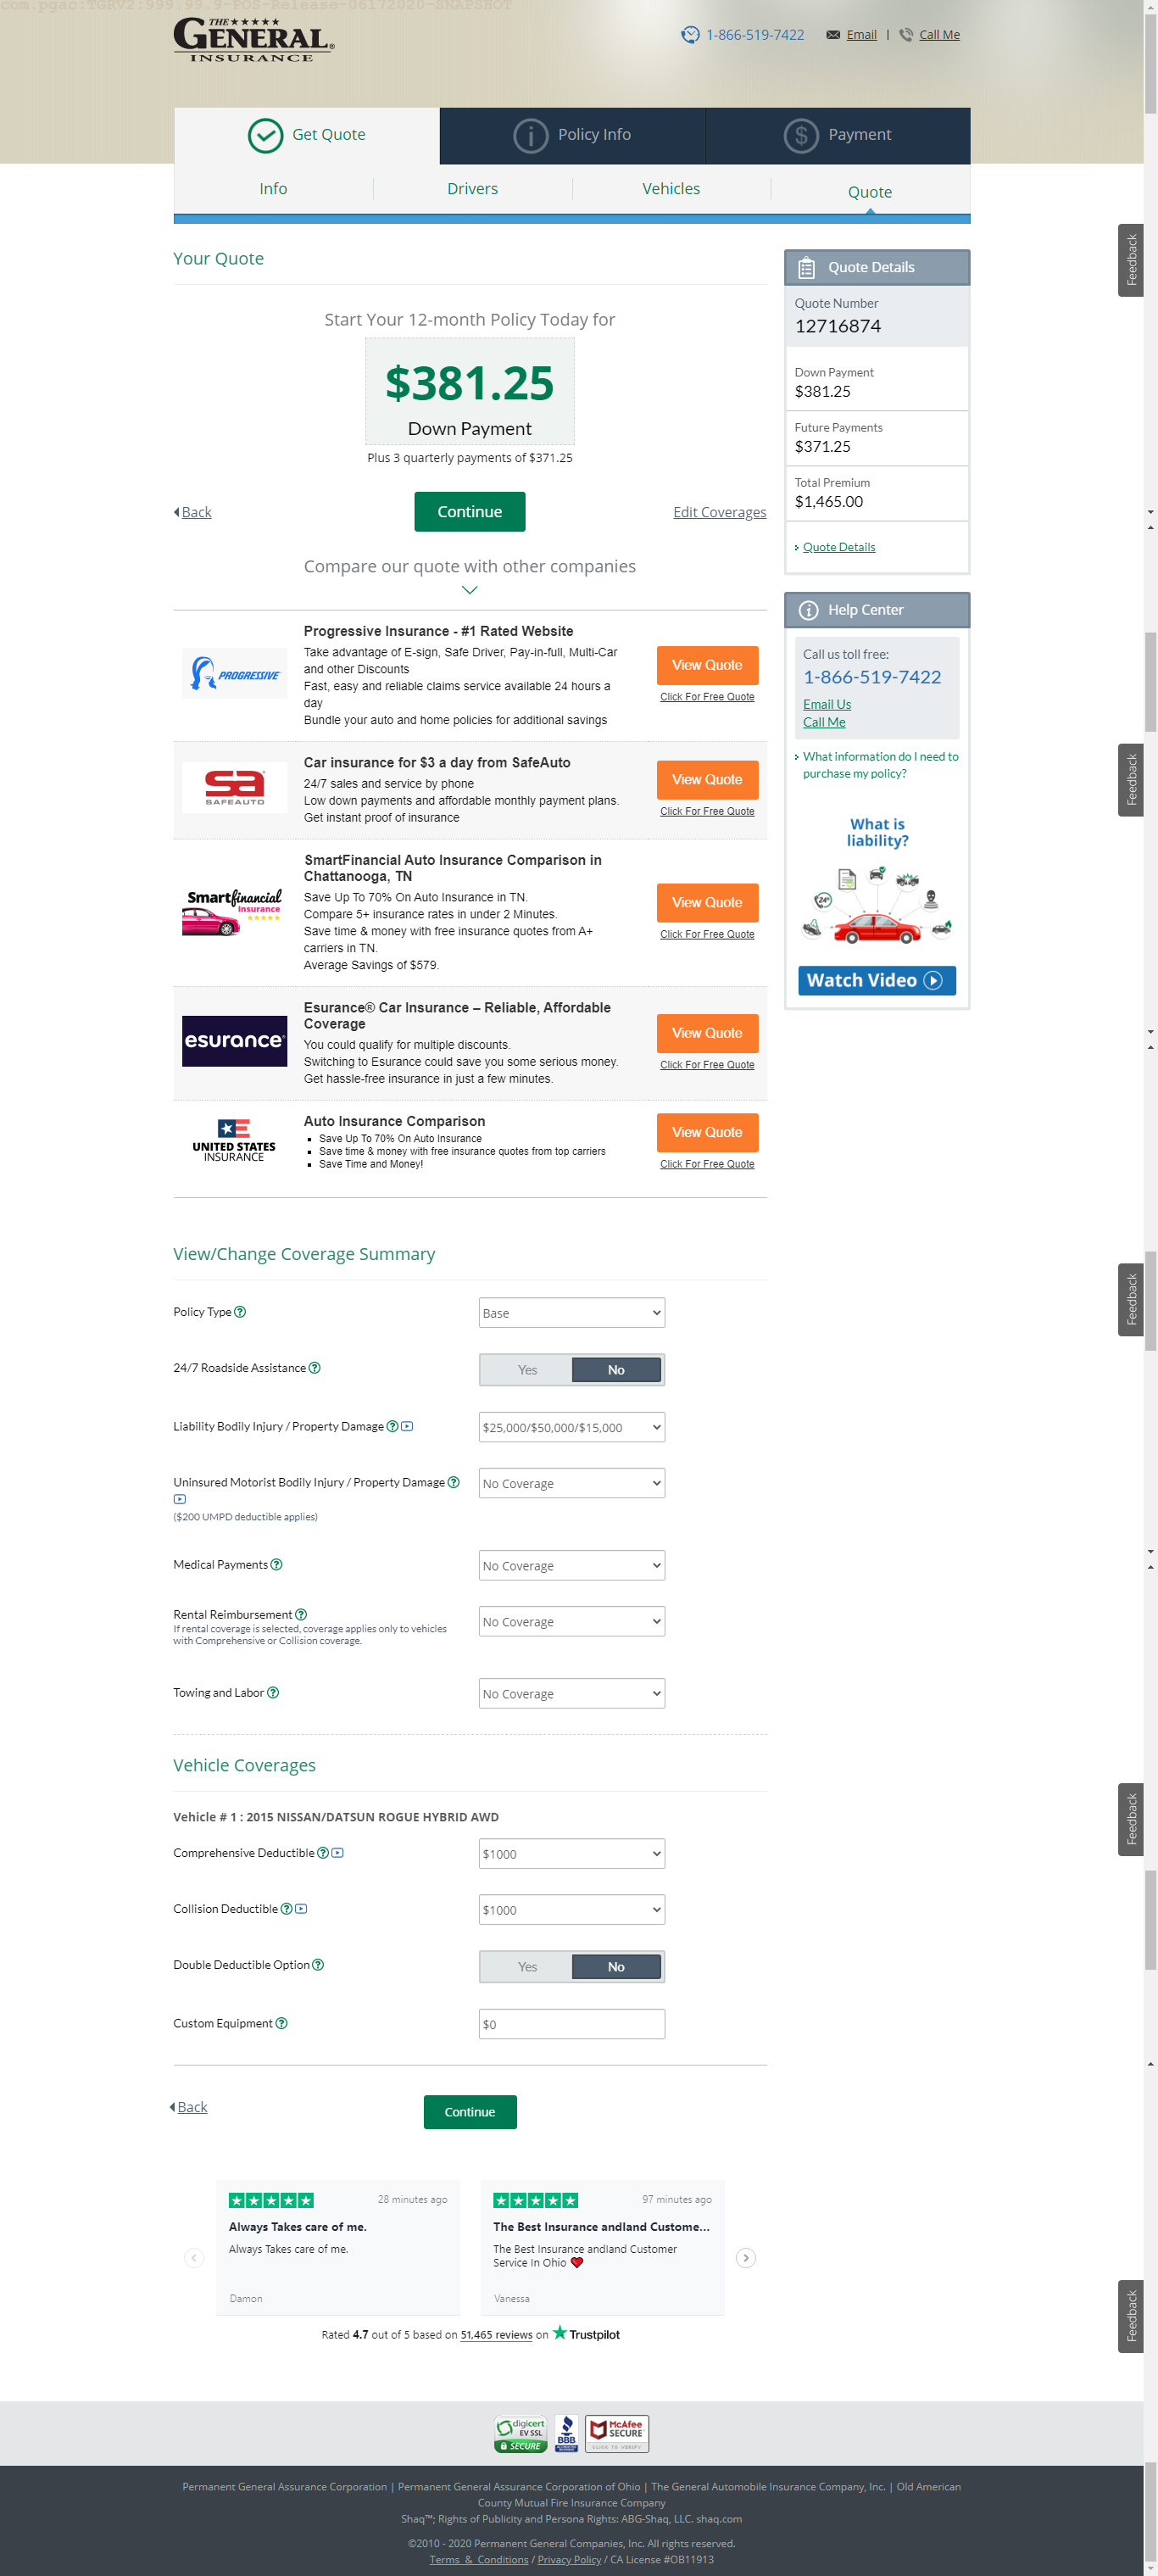 com.pgac:TGRV2:999.99.9-POS-Release-06172020-SNAPSHOT
THE
GENERAL®
INSURANCE
1-866-519-7422
Email | Call Me
Get Quote
Policy Info
Payment
Info
Drivers
Vehicles
Quote
Your Quote
Start Your 12-month Policy Today for
$381.25
Down Payment
Plus 3 quarterly payments of $371.25
Back
Continue
Edit Coverages
Compare our quote with other companies
PROGRESSIVE
Progressive Insurance - #1 Rated Website
Take advantage of E-sign, Safe Driver, Pay-in-full, Multi-Car
and other Discounts
Fast, easy and reliable claims service available 24 hours a
day
Bundle your auto and home policies for additional savings
View Quote
Click For Free Quote
sa
SAFEAUTO
Car insurance for $3 a day from SafeAuto
24/7 sales and service by phone
Low down payments and affordable monthly payment plans.
Get instant proof of insurance
View Quote
Click For Free Quote
Smartfinancial
Insurance
SmartFinancial Auto Insurance Comparison in
Chattanooga, TN
Save Up To 70% On Auto Insurance in TN.
Compare 5+ insurance rates in under 2 Minutes.
Save time & money with free insurance quotes from A+
carriers in TN.
Average Savings of $579.
View Quote
Click For Free Quote
esurance®
Esurance® Car Insurance – Reliable, Affordable
Coverage
You could qualify for multiple discounts.
Switching to Esurance could save you some serious money.
Get hassle-free insurance in just a few minutes.
View Quote
Click For Free Quote
UNITED STATES
INSURANCE
Auto Insurance Comparison
Save Up To 70% On Auto Insurance
Save time & money with free insurance quotes from top carriers
Save Time and Money!
View Quote
Click For Free Quote
Quote Details
Quote Number
12716874
Down Payment
$381.25
Future Payments
$371.25
Total Premium
$1,465.00
Quote Details
Help Center
Call us toll free:
1-866-519-7422
Email Us
Call Me
What information do I need to
purchase my policy?
What is
liability?
24h
Watch Video
View/Change Coverage Summary
Policy Type
Base
24/7 Roadside Assistance
Yes
No
Liability Bodily Injury / Property Damage
$25,000/$50,000/$15,000
Uninsured Motorist Bodily Injury / Property Damage
No Coverage
($200 UMPD deductible applies)
Medical Payments
No Coverage
Rental Reimbursement
No Coverage
If rental coverage is selected, coverage applies only to vehicles
with Comprehensive or Collision coverage.
Towing and Labor
No Coverage
Vehicle Coverages
Vehicle # 1 : 2015 NISSAN/DATSUN ROGUE HYBRID AWD
Comprehensive Deductible
$1000
Collision Deductible
$1000
Double Deductible Option
Yes
No
Custom Equipment
$0
Back
Continue
28 minutes ago
Always Takes care of me.
Always Takes care of me.
Damon
97 minutes ago
The Best Insurance andland Custome...
The Best Insurance andland Customer
Service In Ohio ❤
Vanessa
Rated 4.7 out of 5 based on 51,465 reviews on Trustpilot
Feedback
Feedback
Feedback
Feedback
Feedback
digicert
EV SSL
SECURE
BBB
McAfee
SECURE
CLICK TO VERIFY
Permanent General Assurance Corporation | Permanent General Assurance Corporation of Ohio | The General Automobile Insurance Company, Inc. | Old American
County Mutual Fire Insurance Company
Shaq™; Rights of Publicity and Persona Rights: ABG-Shaq, LLC. shaq.com
©2010 - 2020 Permanent General Companies, Inc. All rights reserved.
Terms & Conditions / Privacy Policy / CA License #OB11913